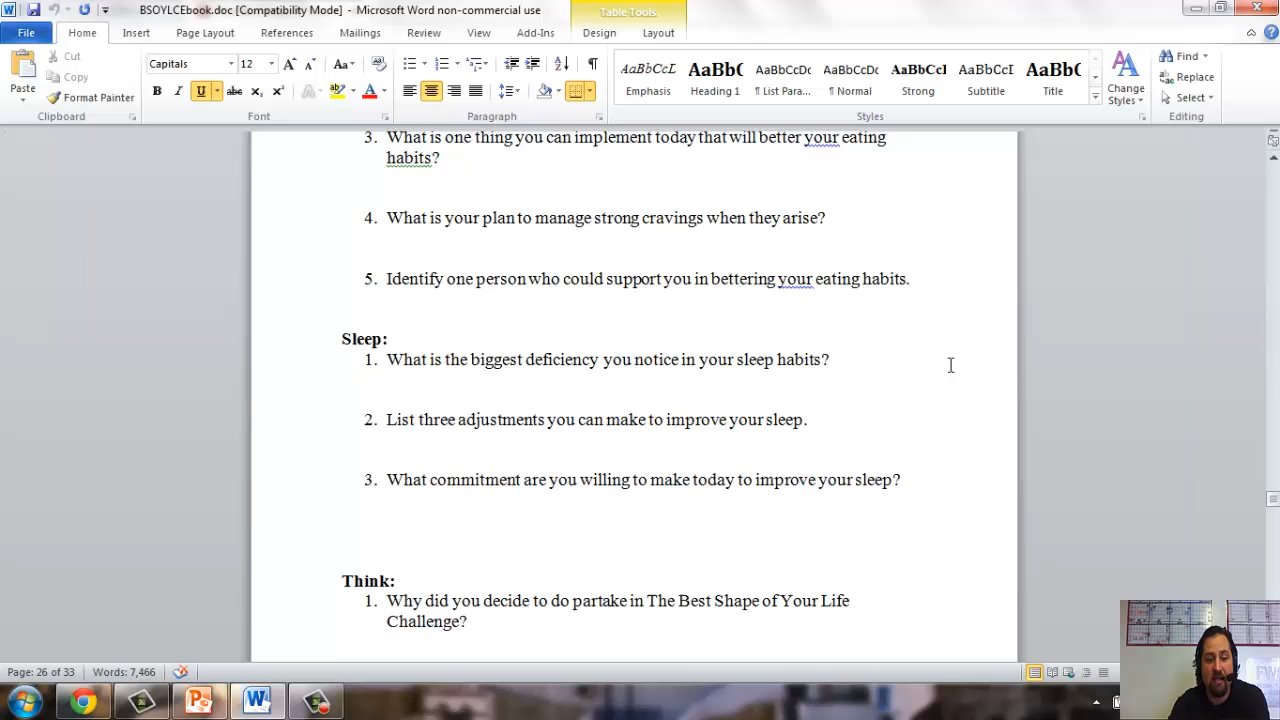 BSOYLCEbook.doc [Compatibility Mode] - Microsoft Word non-commercial use
Table Tools
File Home Insert Page Layout References Mailings Review View Add-Ins Design Layout
Paste
Cut
Copy
Format Painter
Clipboard
Capitals 12
Font
Paragraph
AaBbCcL AaBbC AaBbCcDc AaBbCcDc AaBbCcI AaBbCcDc AaBbC
Emphasis Heading 1 ¶ List Para... ¶ Normal Strong Subtitle Title
Change Styles
Styles
Find
Replace
Select
Editing
3. What is one thing you can implement today that will better your eating
habits?
4. What is your plan to manage strong cravings when they arise?
5. Identify one person who could support you in bettering your eating habits.
Sleep:
1. What is the biggest deficiency you notice in your sleep habits?
2. List three adjustments you can make to improve your sleep.
3. What commitment are you willing to make today to improve your sleep?
Think:
1. Why did you decide to do partake in The Best Shape of Your Life
Challenge?
Page: 26 of 33 Words: 7,466